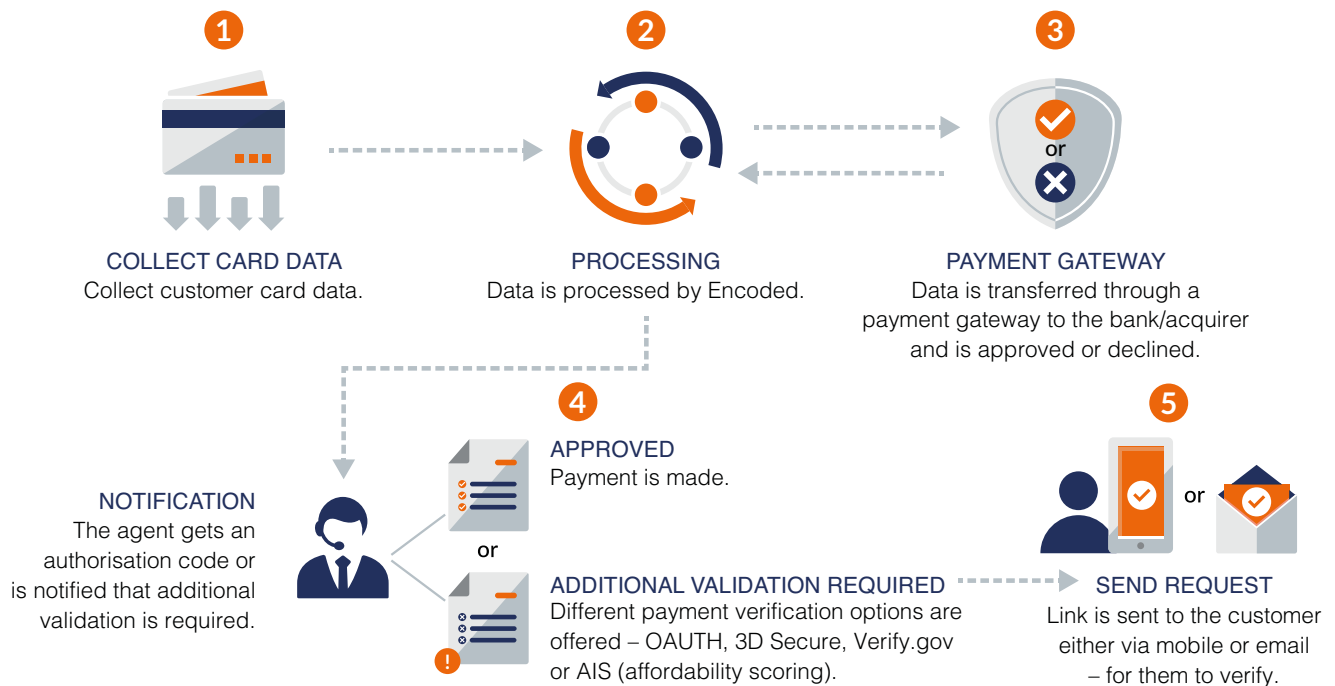 1
COLLECT CARD DATA
Collect customer card data.
2
PROCESSING
Data is processed by Encoded.
3
or
PAYMENT GATEWAY
Data is transferred through a
payment gateway to the bank/acquirer
and is approved or declined.
NOTIFICATION
The agent gets an
authorisation code or
is notified that additional
validation is required.
4
APPROVED
Payment is made.
or
!
ADDITIONAL VALIDATION REQUIRED
Different payment verification options are
offered – OAUTH, 3D Secure, Verify.gov
or AIS (affordability scoring).
5
or
SEND REQUEST
Link is sent to the customer
either via mobile or email
– for them to verify.